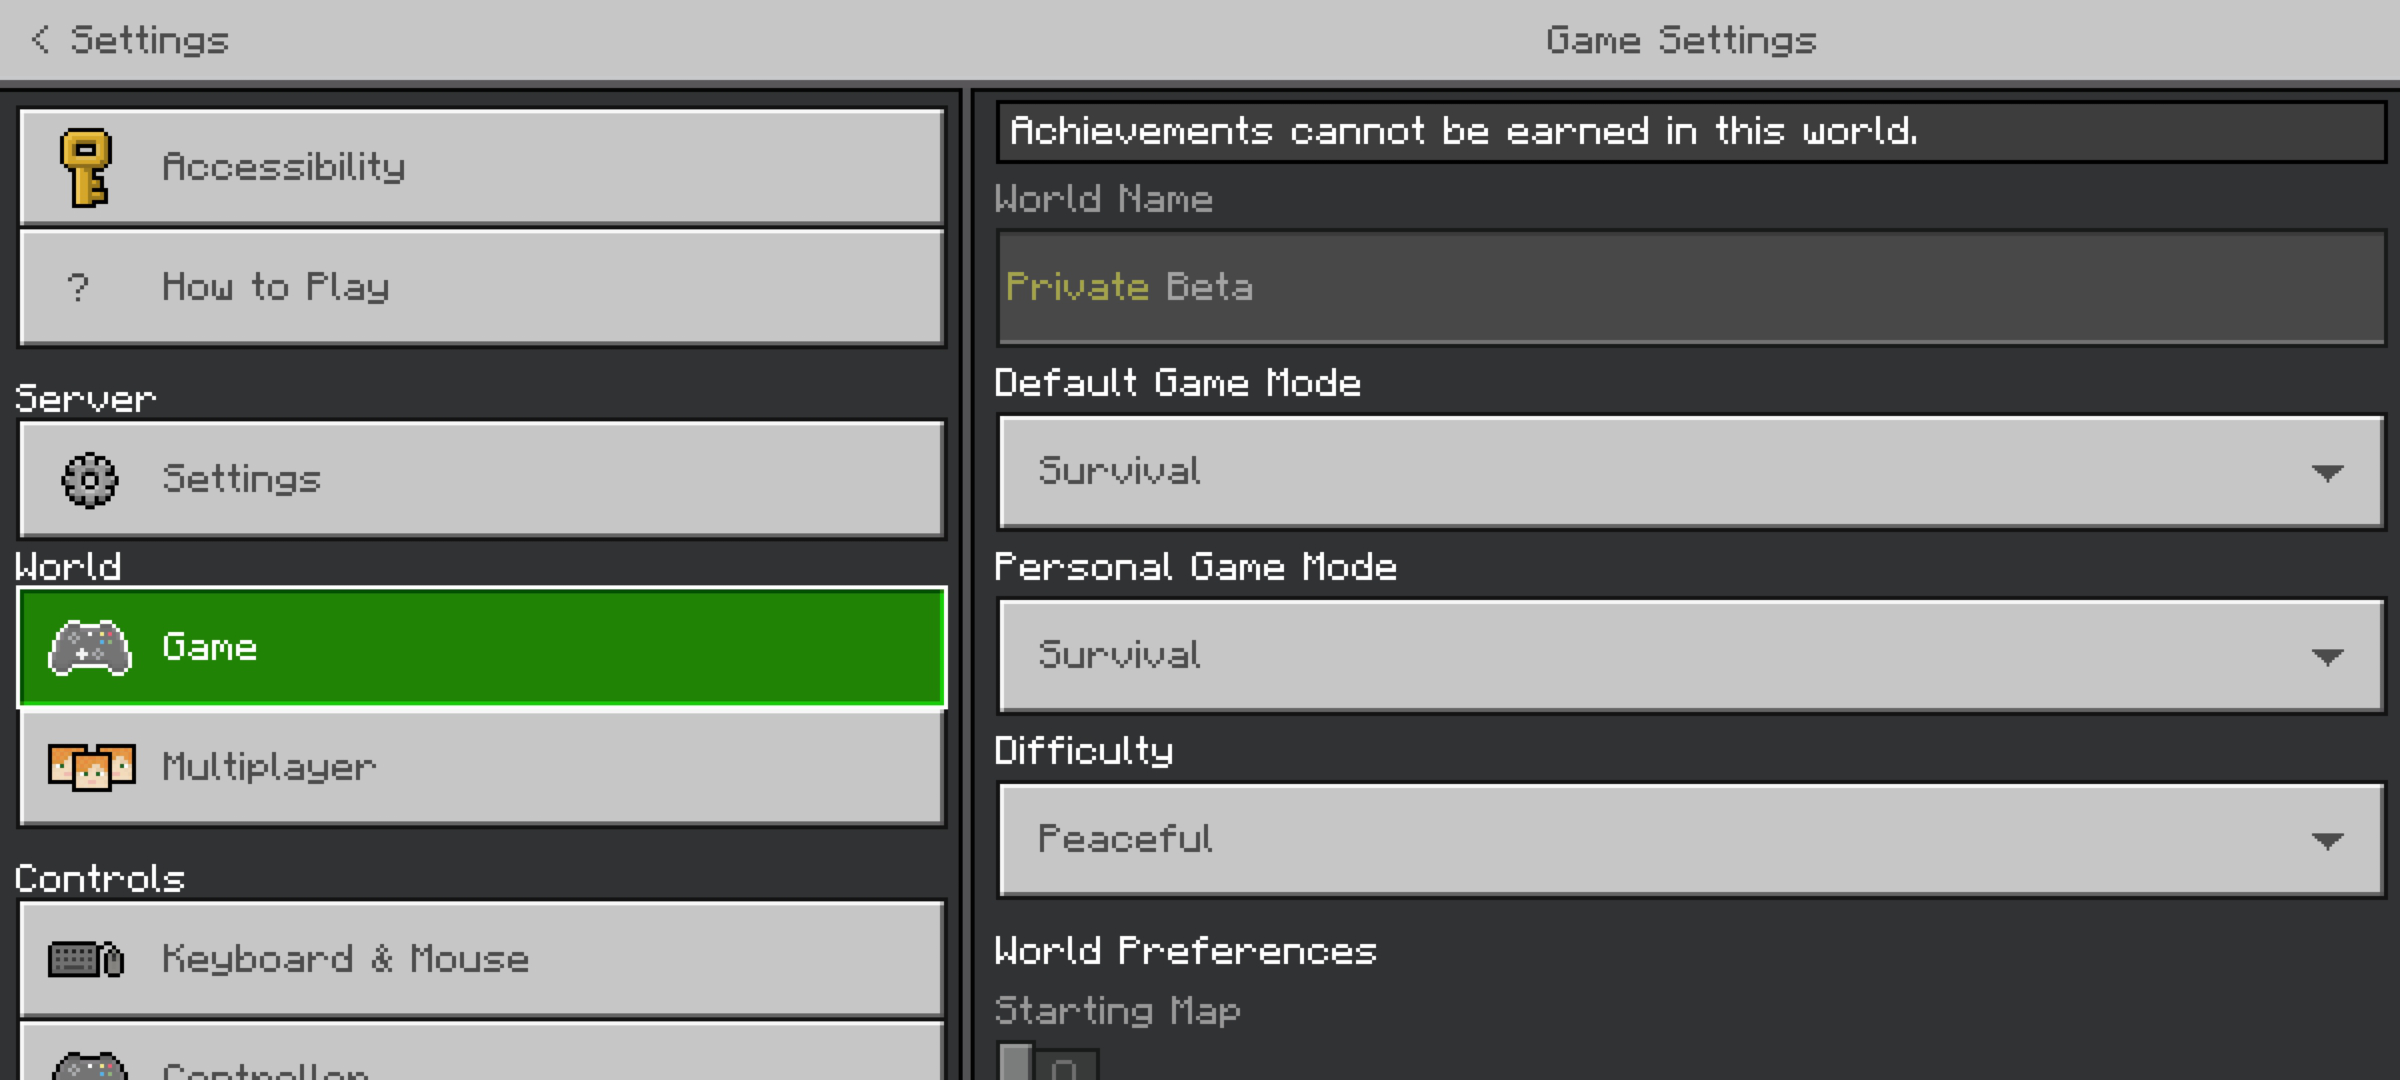 < Settings
Game Settings
Accessibility
? How to Play
Server
Settings
World
Game
Multiplayer
Controls
Keyboard & Mouse
Controller
Achievements cannot be earned in this world.
World Name
Private Beta
Default Game Mode
Survival
Personal Game Mode
Survival
Difficulty
Peaceful
World Preferences
Starting Map